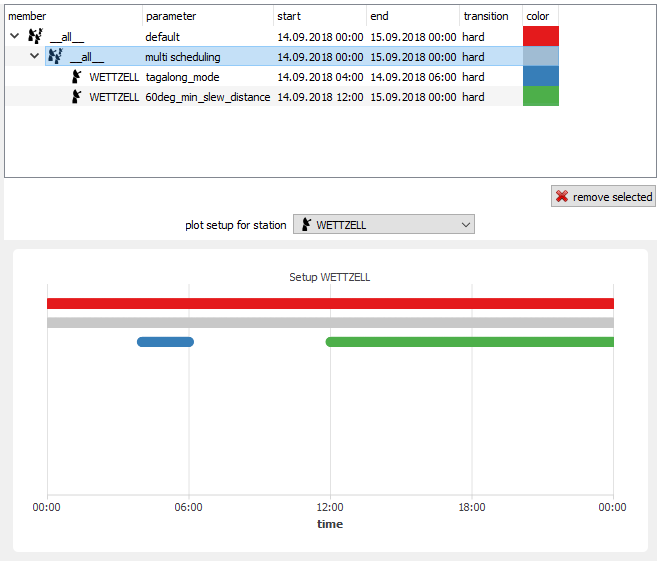 member parameter start end transition color
__all__ default 14.09.2018 00:00 15.09.2018 00:00 hard
__all__ multi scheduling 14.09.2018 00:00 15.09.2018 00:00 hard
WETTZELL tagalong_mode 14.09.2018 04:00 14.09.2018 06:00 hard
WETTZELL 60deg_min_slew_distance 14.09.2018 12:00 15.09.2018 00:00 hard
remove selected
plot setup for station WETTZELL
Setup WETTZELL
00:00 06:00 12:00 18:00 00:00
time